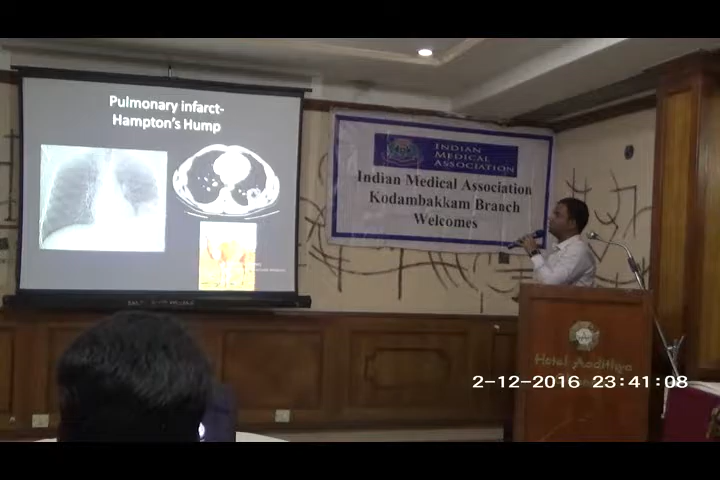 Pulmonary infarct-
Hampton's Hump
INDIAN
MEDICAL
ASSOCIATION
Indian Medical Association
Kodambakkam Branch
Welcomes
Hotel Aadithya
2-12-2016 23:41:08